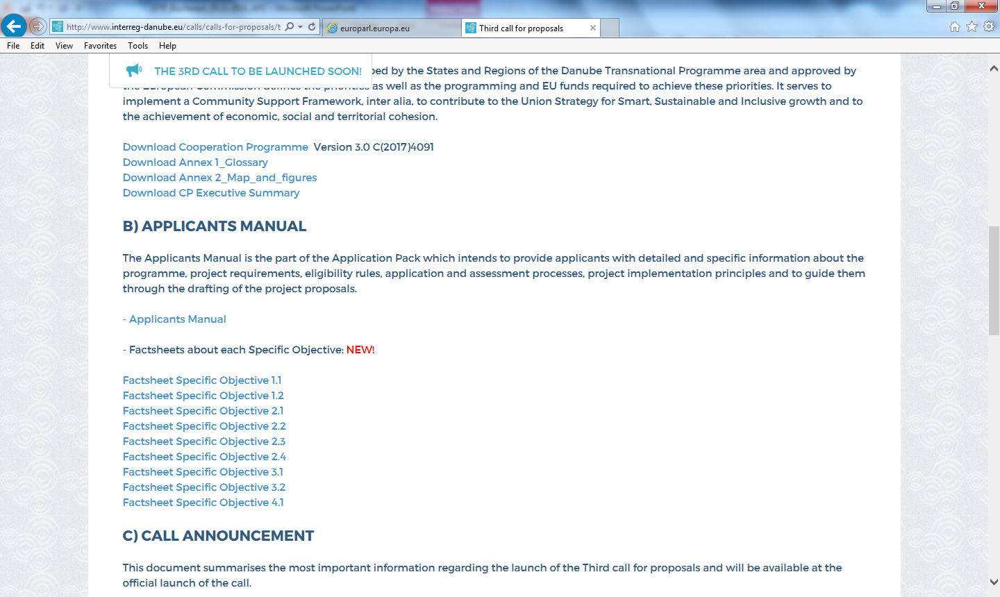 http://www.interreg-danube.eu/calls/calls-for-proposals/t
europarl.europa.eu
Third call for proposals
File Edit View Favorites Tools Help
THE 3RD CALL TO BE LAUNCHED SOON!
by the States and Regions of the Danube Transnational Programme area and approved by
the European Commission defines the priorities as well as the programming and EU funds required to achieve these priorities. It serves to
implement a Community Support Framework, inter alia, to contribute to the Union Strategy for Smart, Sustainable and Inclusive growth and to
the achievement of economic, social and territorial cohesion.
Download Cooperation Programme Version 3.0 C(2017)4091
Download Annex 1_Glossary
Download Annex 2_Map_and_figures
Download CP Executive Summary
B) APPLICANTS MANUAL
The Applicants Manual is the part of the Application Pack which intends to provide applicants with detailed and specific information about the
programme, project requirements, eligibility rules, application and assessment processes, project implementation principles and to guide them
through the drafting of the project proposals.
- Applicants Manual
- Factsheets about each Specific Objective: NEW!
Factsheet Specific Objective 1.1
Factsheet Specific Objective 1.2
Factsheet Specific Objective 2.1
Factsheet Specific Objective 2.2
Factsheet Specific Objective 2.3
Factsheet Specific Objective 2.4
Factsheet Specific Objective 3.1
Factsheet Specific Objective 3.2
Factsheet Specific Objective 4.1
C) CALL ANNOUNCEMENT
This document summarises the most important information regarding the launch of the Third call for proposals and will be available at the
official launch of the call.